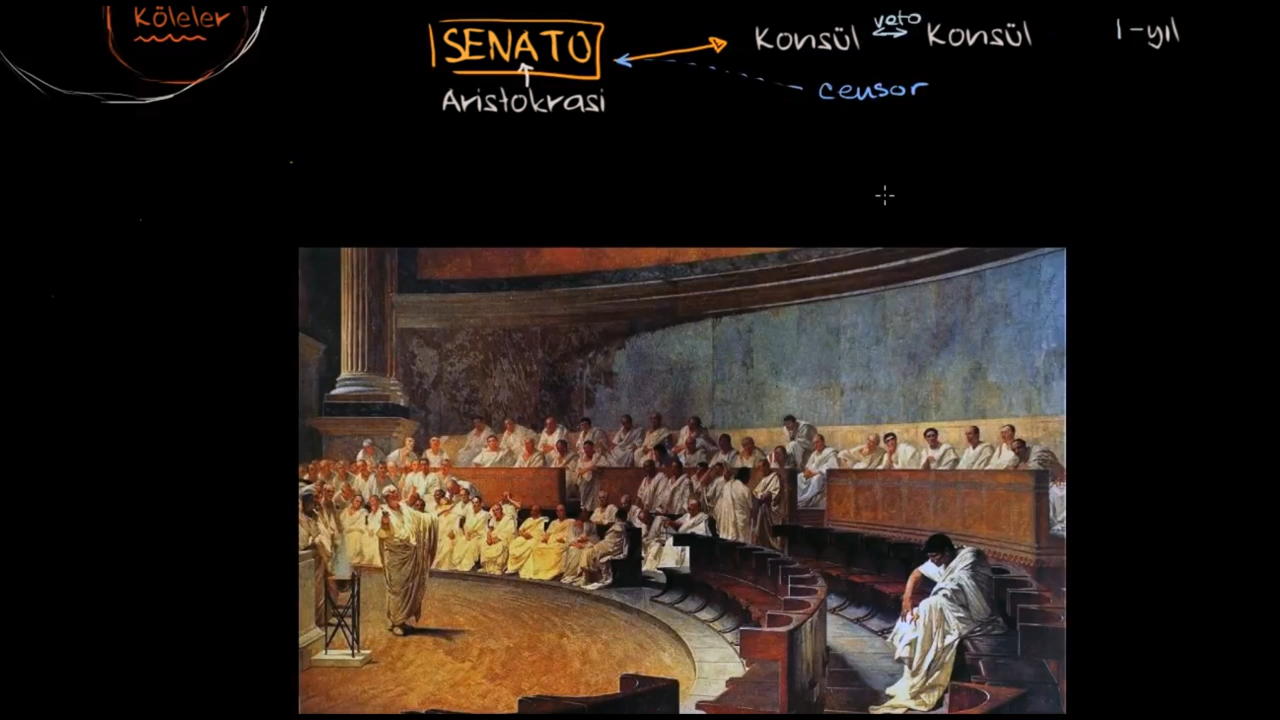 Köleler
SENATO
Aristokrasi
Konsül veto Konsül 1-yıl
censor